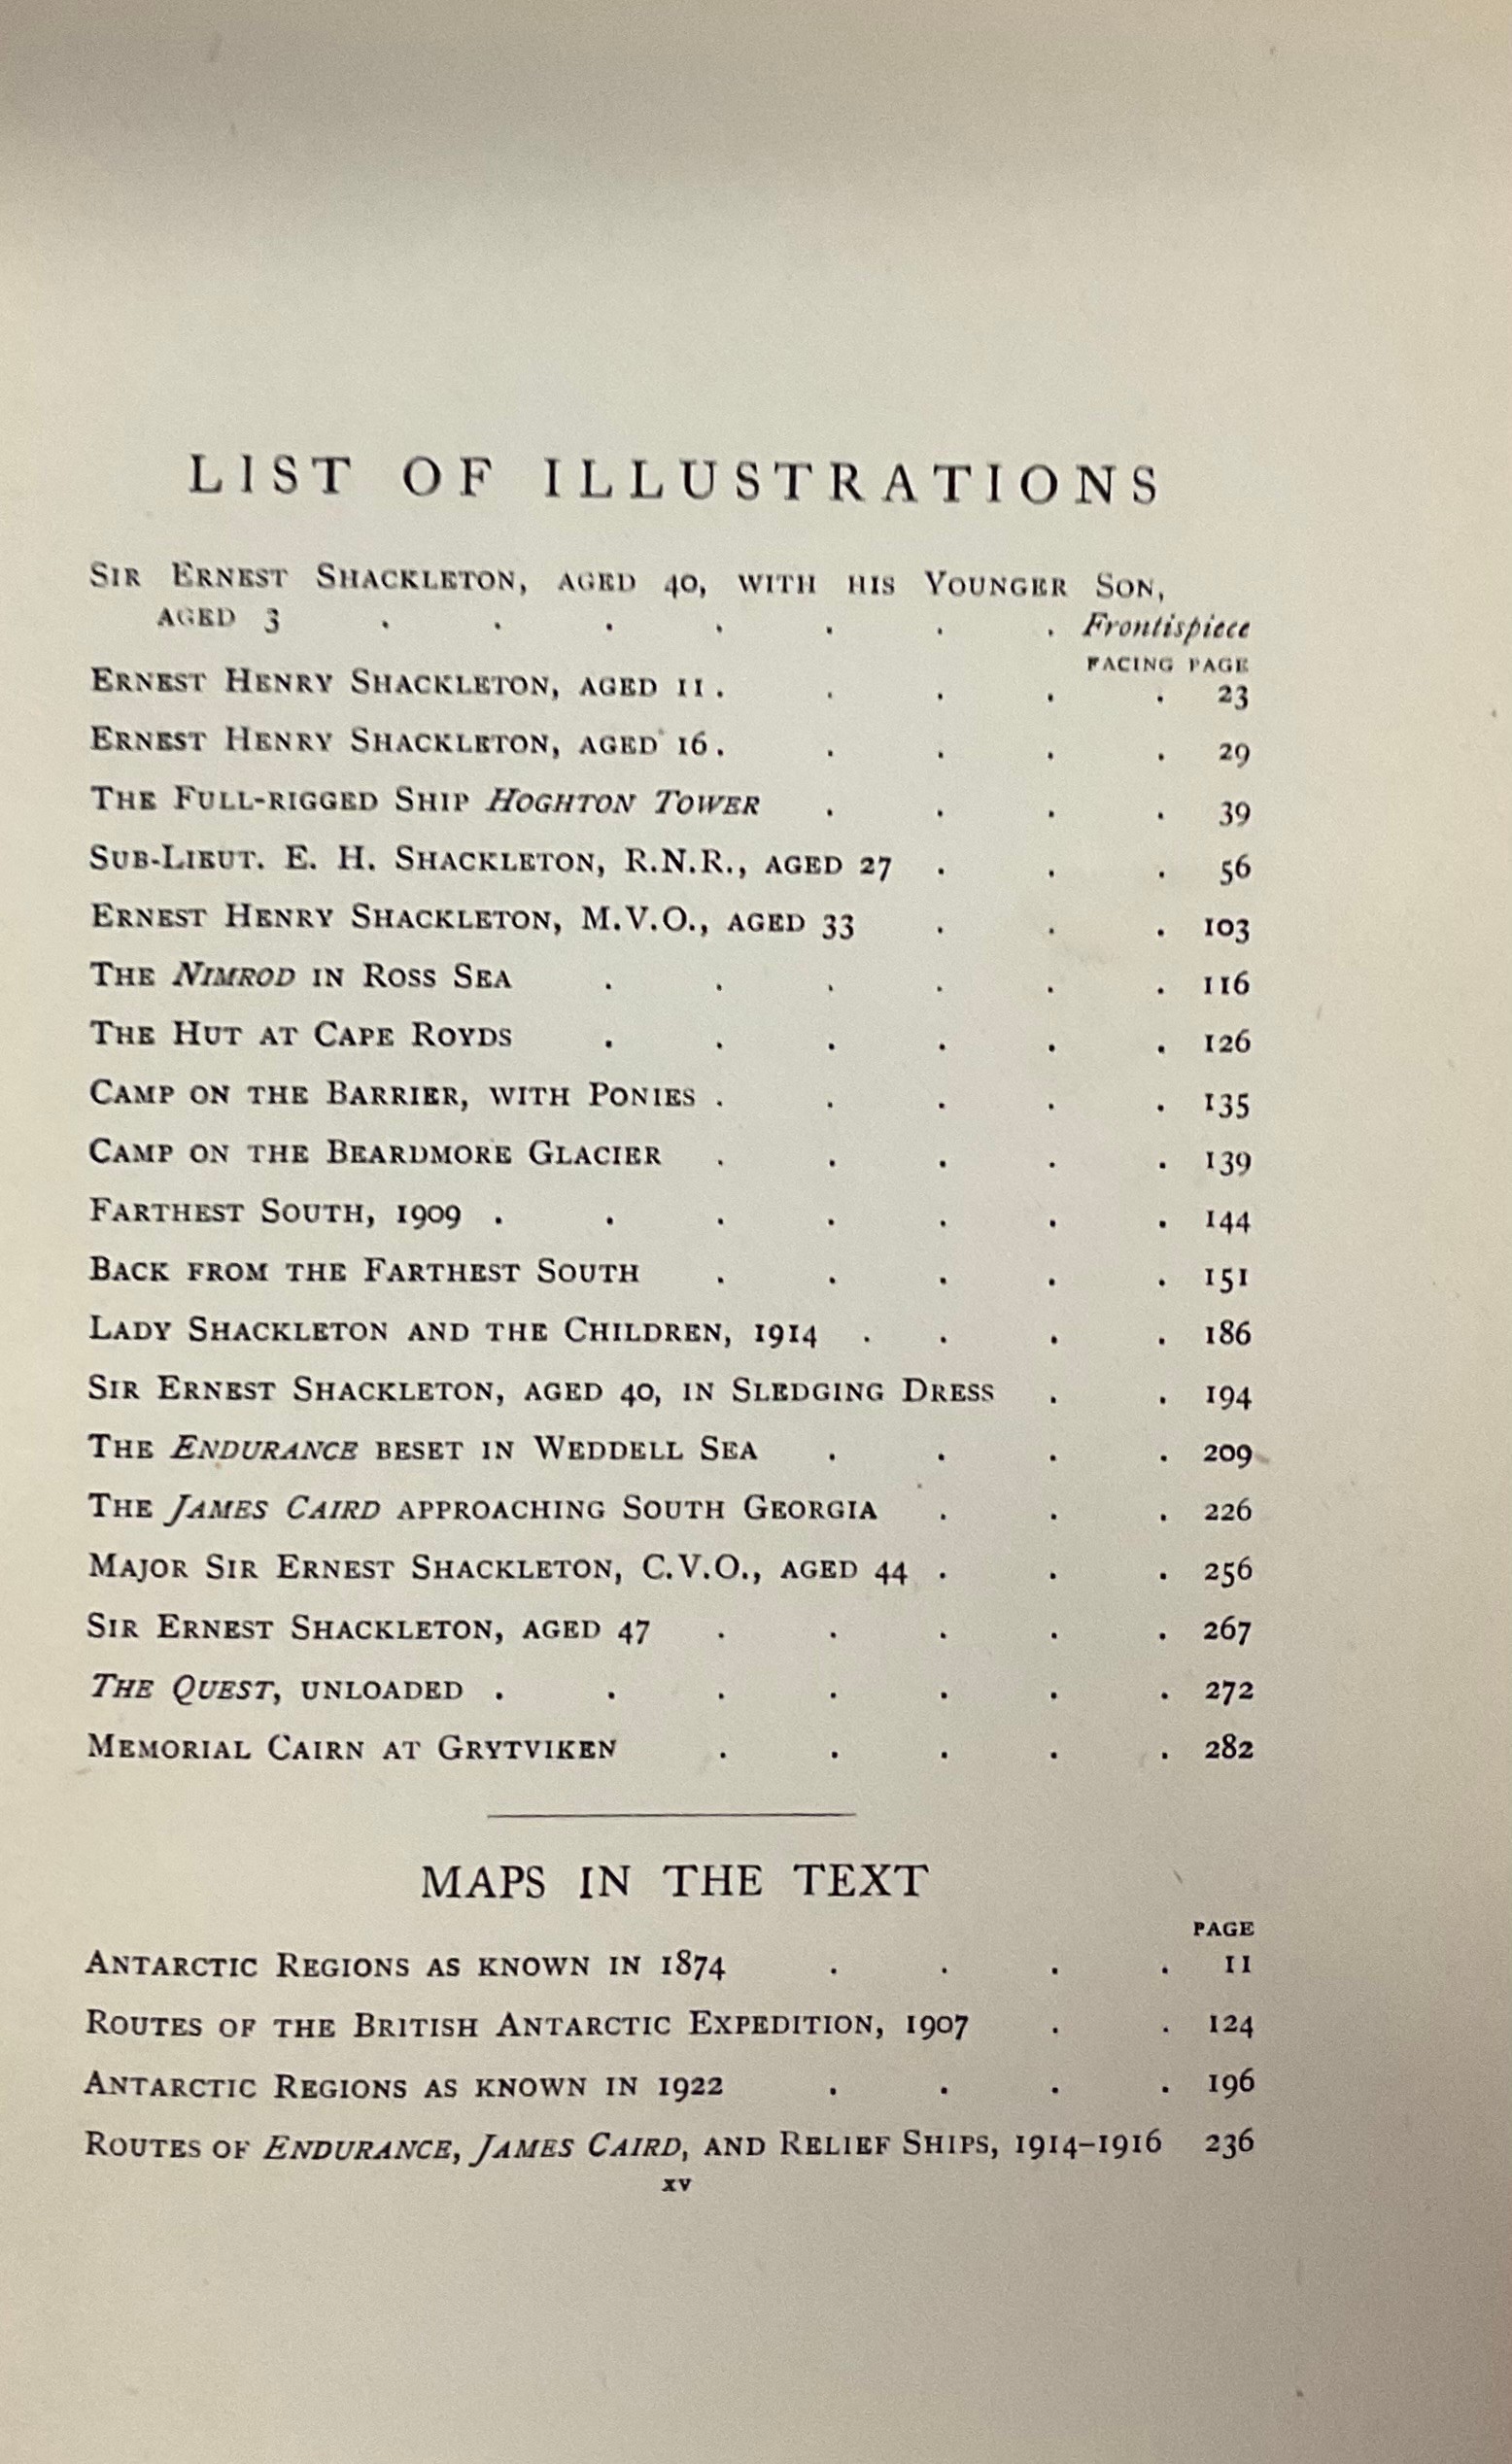 LIST OF ILLUSTRATIONS
SIR ERNEST SHACKLETON, AGED 40, WITH HIS YOUNGER SON,
AGED 3 . . . . . . . Frontispiece
FACING PAGE
ERNEST HENRY SHACKLETON, AGED 11 . . . . . 23
ERNEST HENRY SHACKLETON, AGED 16 . . . . . 29
THE FULL-RIGGED SHIP HOGHTON TOWER . . . . 39
SUB-LIEUT. E. H. SHACKLETON, R.N.R., AGED 27 . . . 56
ERNEST HENRY SHACKLETON, M.V.O., AGED 33 . . . 103
THE NIMROD IN ROSS SEA . . . . . . 116
THE HUT AT CAPE ROYDS . . . . . . 126
CAMP ON THE BARRIER, WITH PONIES . . . . . 135
CAMP ON THE BEARDMORE GLACIER . . . . . 139
FARTHEST SOUTH, 1909 . . . . . . . 144
BACK FROM THE FARTHEST SOUTH . . . . . 151
LADY SHACKLETON AND THE CHILDREN, 1914 . . . . 186
SIR ERNEST SHACKLETON, AGED 40, IN SLEDGING DRESS . . 194
THE ENDURANCE BESET IN WEDDELL SEA . . . . 209
THE JAMES CAIRD APPROACHING SOUTH GEORGIA . . . 226
MAJOR SIR ERNEST SHACKLETON, C.V.O., AGED 44 . . . 256
SIR ERNEST SHACKLETON, AGED 47 . . . . . 267
THE QUEST, UNLOADED . . . . . . . 272
MEMORIAL CAIRN AT GRYTVIKEN . . . . . 282
MAPS IN THE TEXT
PAGE
ANTARCTIC REGIONS AS KNOWN IN 1874 . . . . 11
ROUTES OF THE BRITISH ANTARCTIC EXPEDITION, 1907 . . 124
ANTARCTIC REGIONS AS KNOWN IN 1922 . . . . 196
ROUTES OF ENDURANCE, JAMES CAIRD, AND RELIEF SHIPS, 1914–1916 236
xv